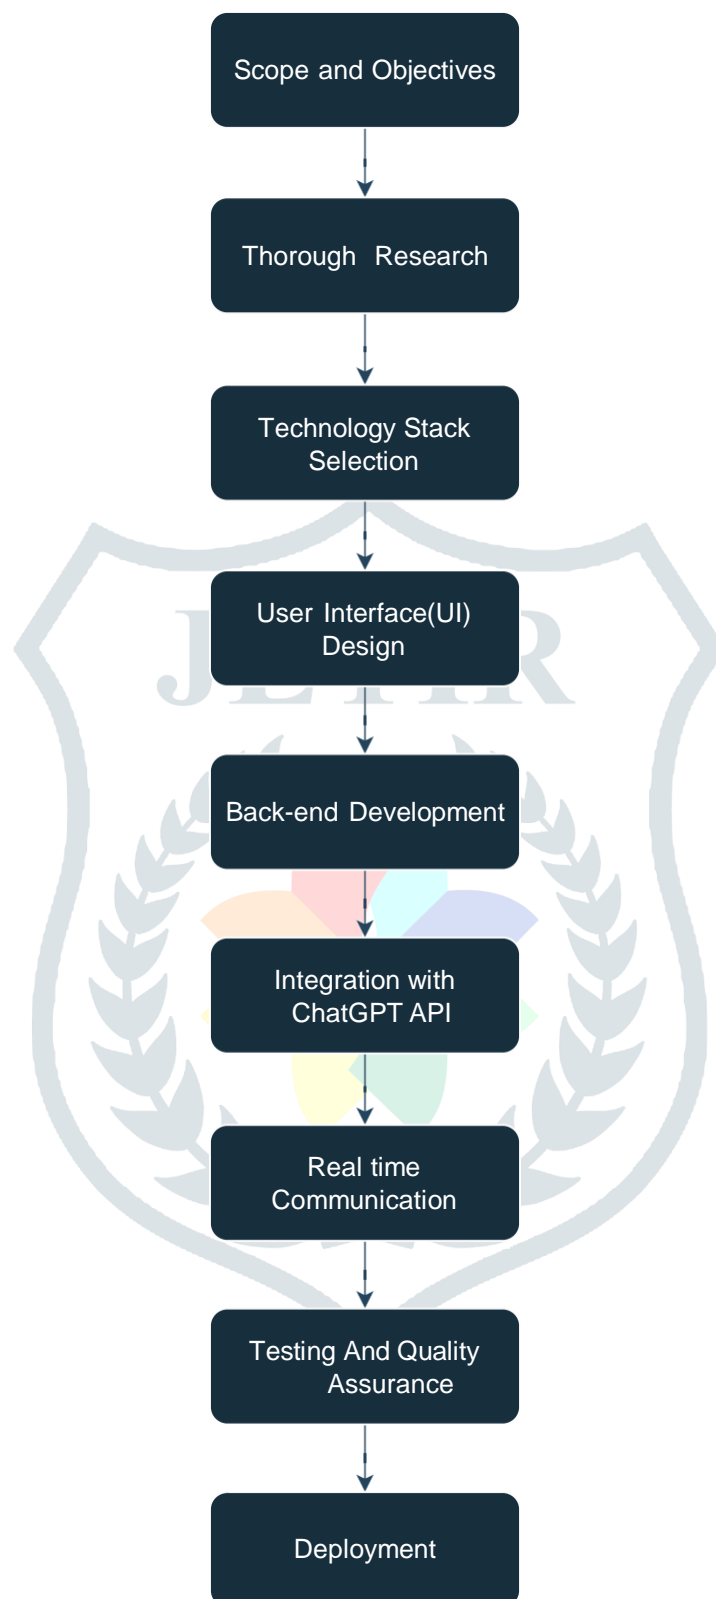 Scope and Objectives
Thorough Research
Technology Stack
Selection
User Interface(UI)
Design
Back-end Development
Integration with
ChatGPT API
Real time
Communication
Testing And Quality
Assurance
Deployment